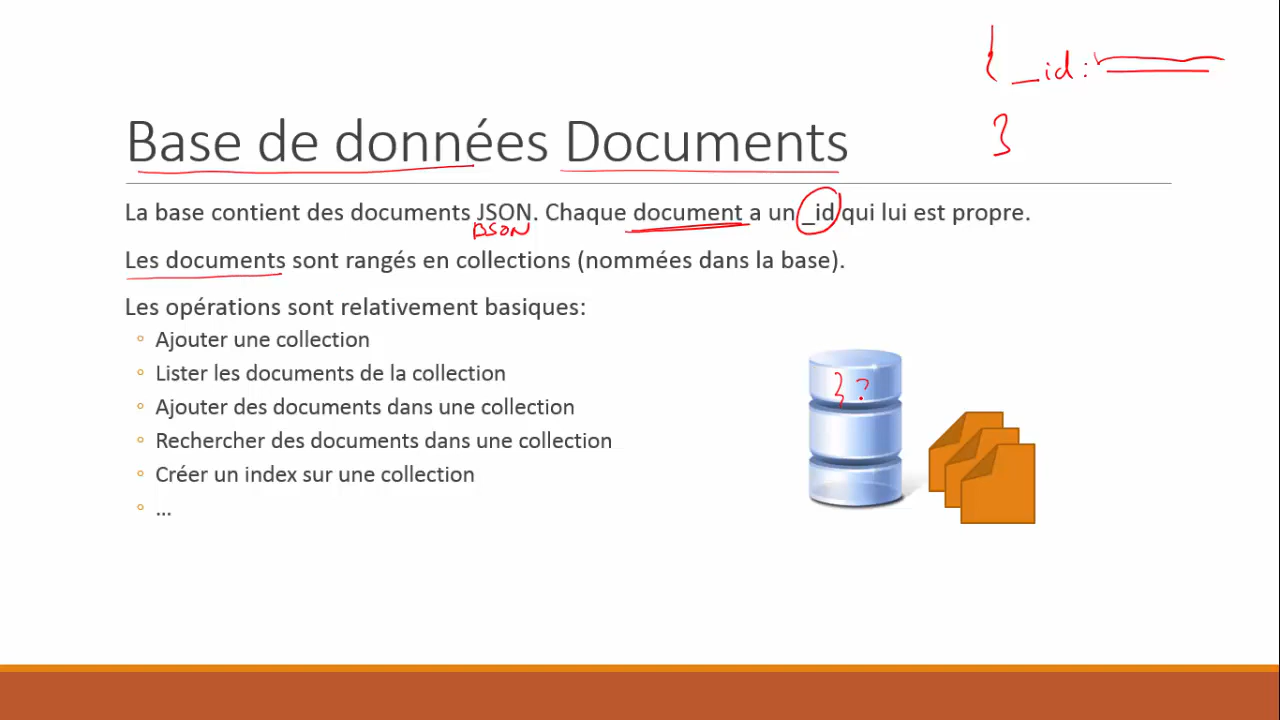 { _id:
}
Base de données Documents
La base contient des documents JSON. Chaque document a un _id qui lui est propre.
BSON
Les documents sont rangés en collections (nommées dans la base).
Les opérations sont relativement basiques:
◦ Ajouter une collection
◦ Lister les documents de la collection
◦ Ajouter des documents dans une collection
◦ Rechercher des documents dans une collection
◦ Créer un index sur une collection
◦ ...
} ?